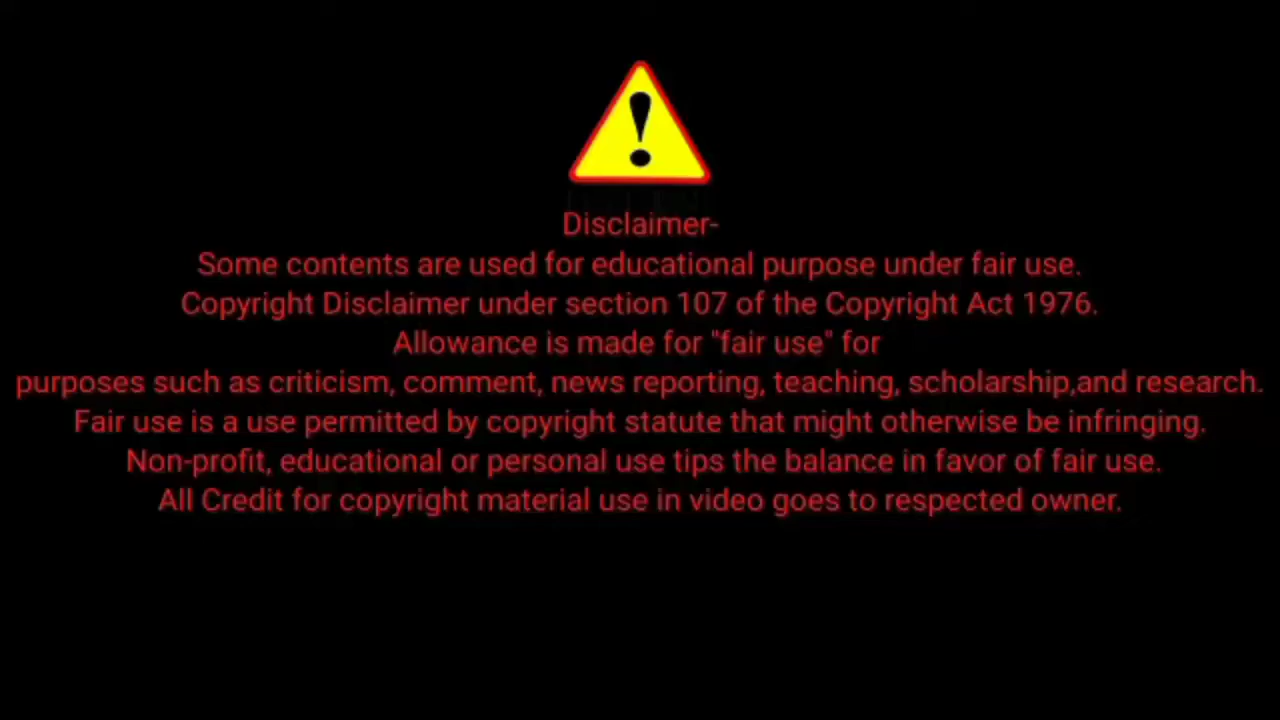 Disclaimer-
Some contents are used for educational purpose under fair use.
Copyright Disclaimer under section 107 of the Copyright Act 1976.
Allowance is made for "fair use" for
purposes such as criticism, comment, news reporting, teaching, scholarship,and research.
Fair use is a use permitted by copyright statute that might otherwise be infringing.
Non-profit, educational or personal use tips the balance in favor of fair use.
All Credit for copyright material use in video goes to respected owner.